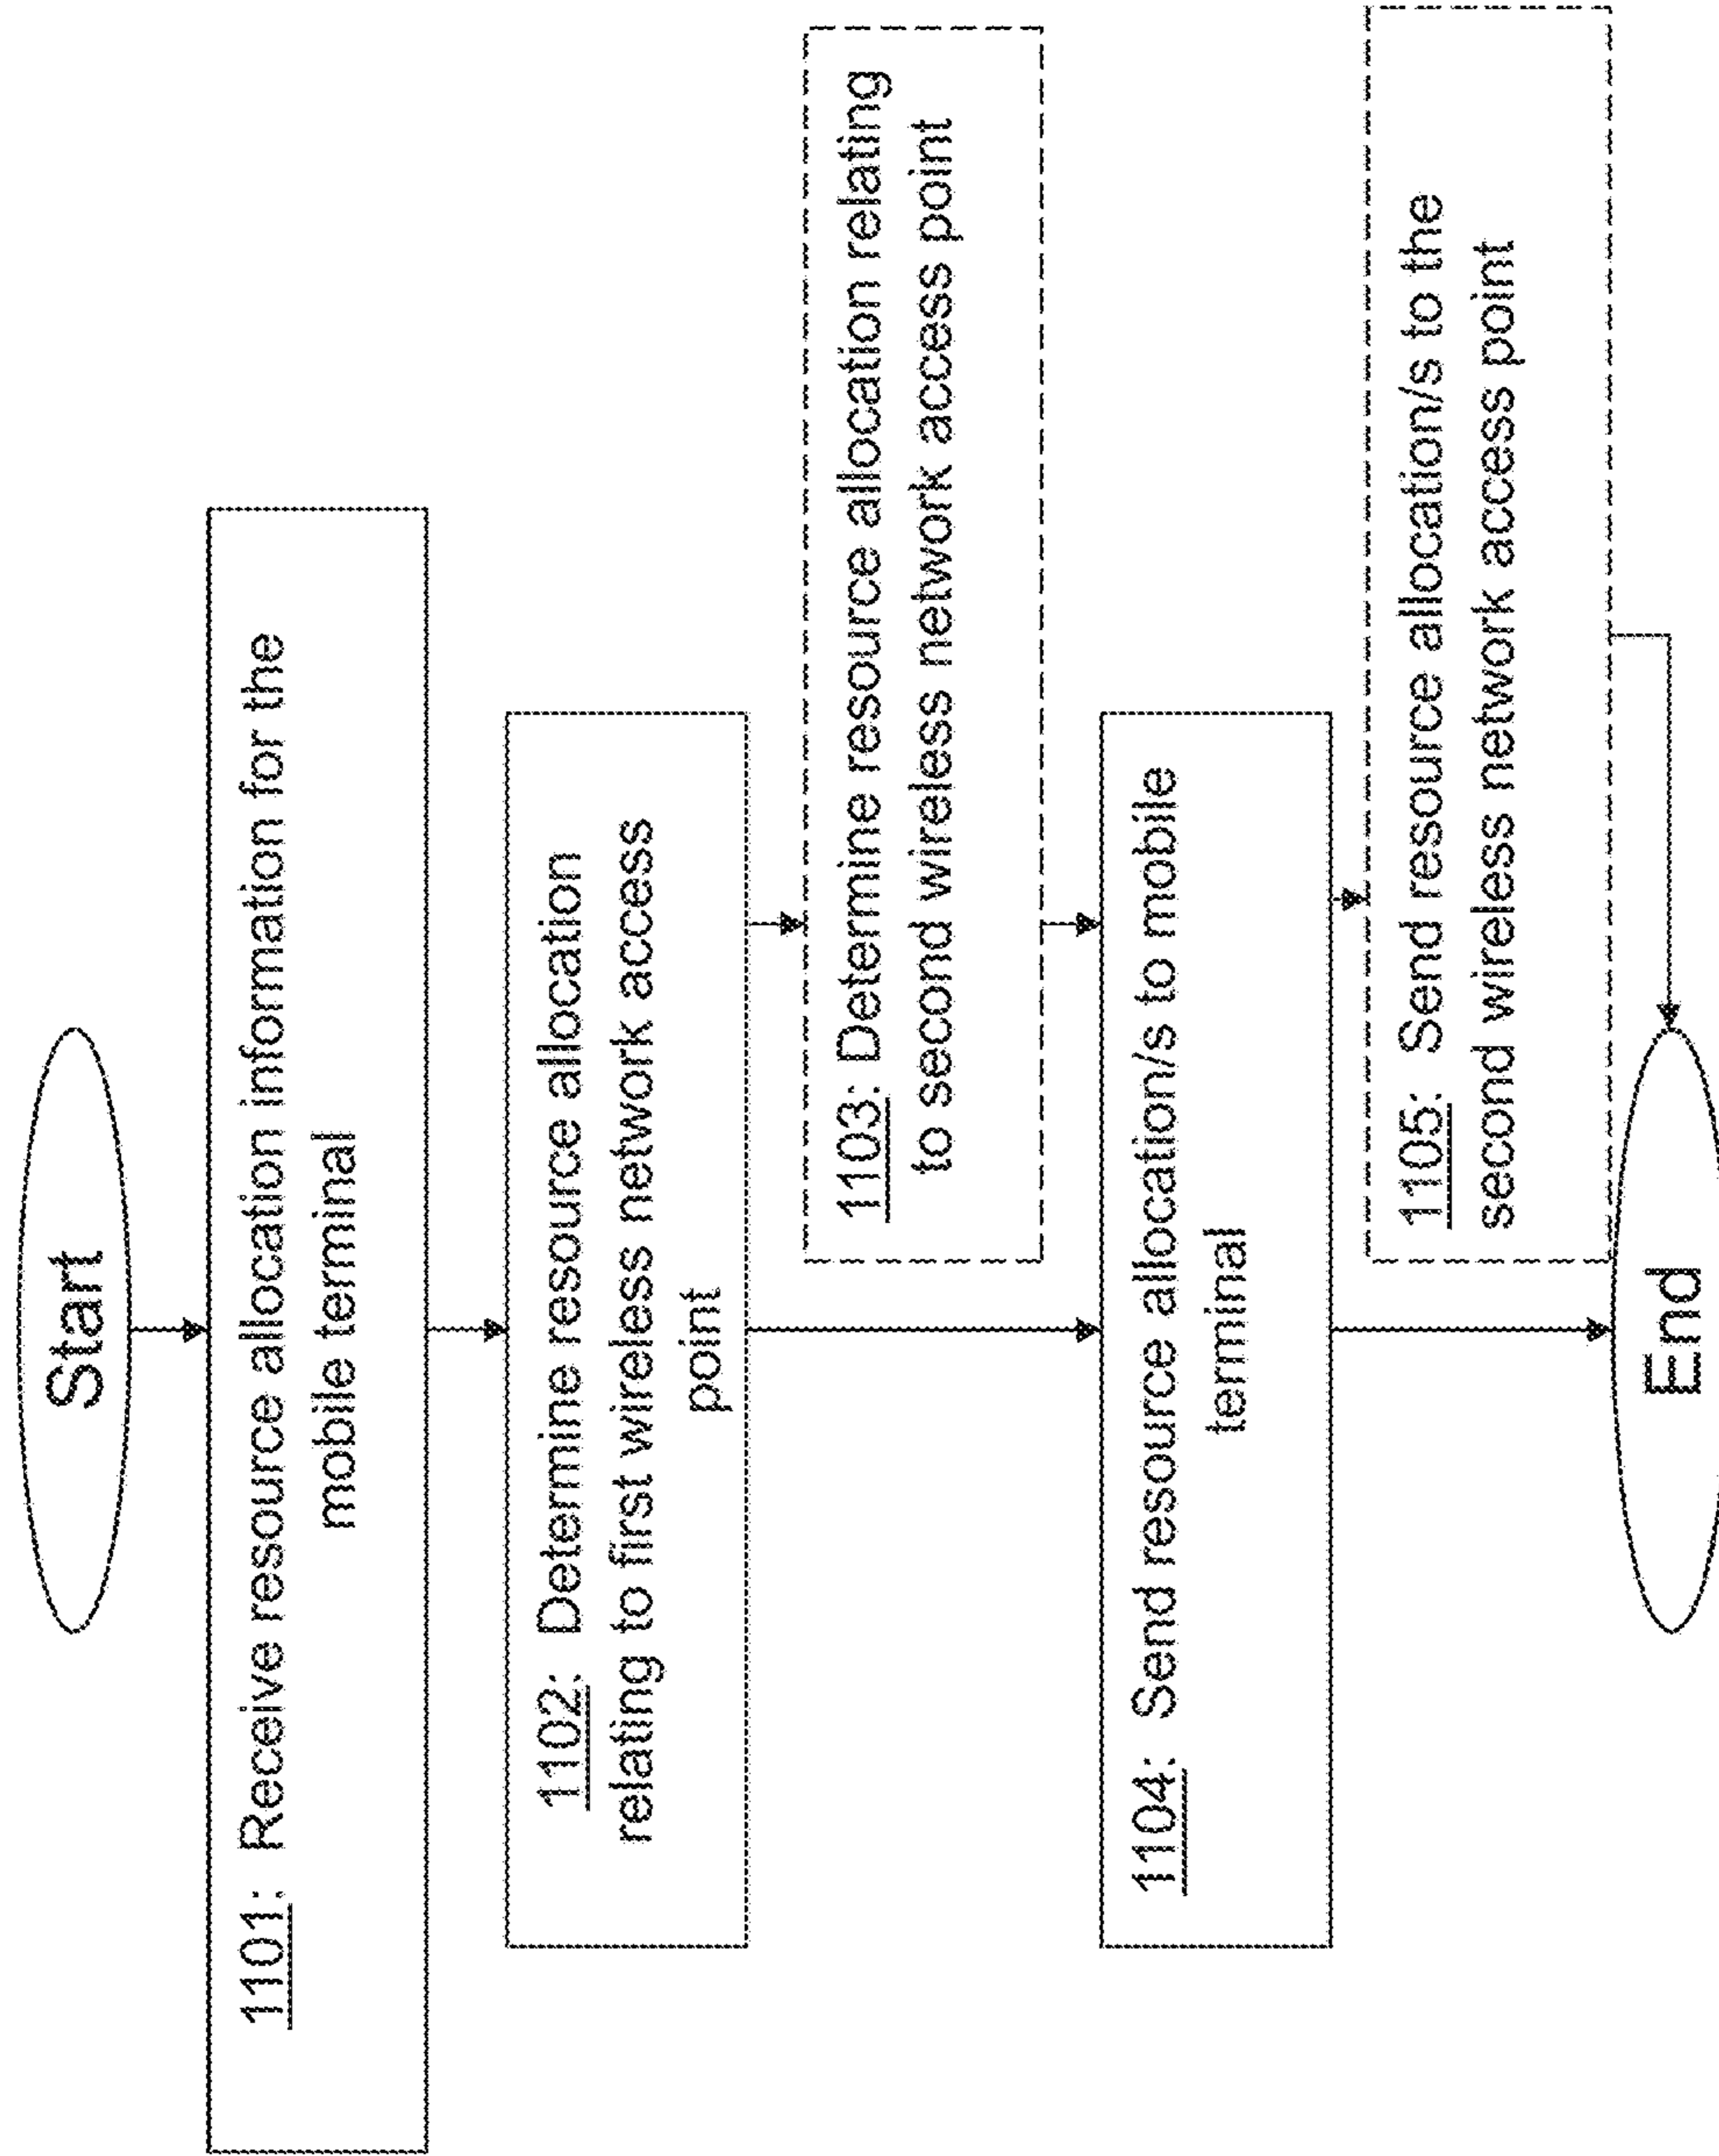 Start
1101: Receive resource allocation information for the
mobile terminal
1102: Determine resource allocation
relating to first wireless network access
point
1103: Determine resource allocation relating
to second wireless network access point
1104: Send resource allocation/s to mobile
terminal
1105: Send resource allocation/s to the
second wireless network access point
End